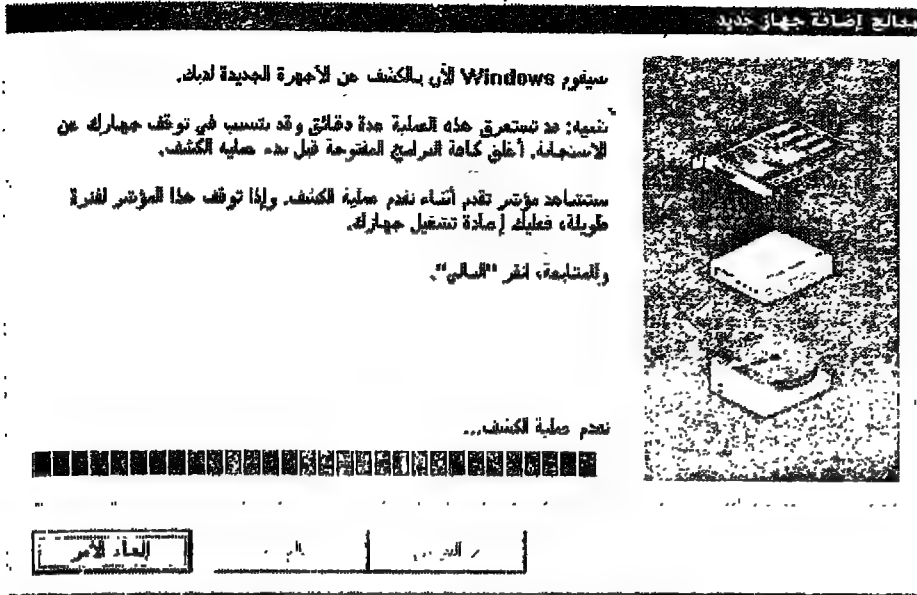 معالج إضافة جهاز جديد
سيقوم Windows الآن بالكشف عن الأجهزة الجديدة لديك.
تنبيه: قد تستغرق هذه العملية عدة دقائق وقد تتسبب في توقف جهازك عن
الاستجابة. أغلق كافة البرامج المفتوحة قبل بدء عملية الكشف.
ستشاهد مؤشر تقدم أثناء تقدم عملية الكشف. وإذا توقف هذا المؤشر لفترة
طويلة، فعليك إعادة تشغيل جهازك.
وللمتابعة، انقر "التالي".
تقدم عملية الكشف...
إلغاء الأمر